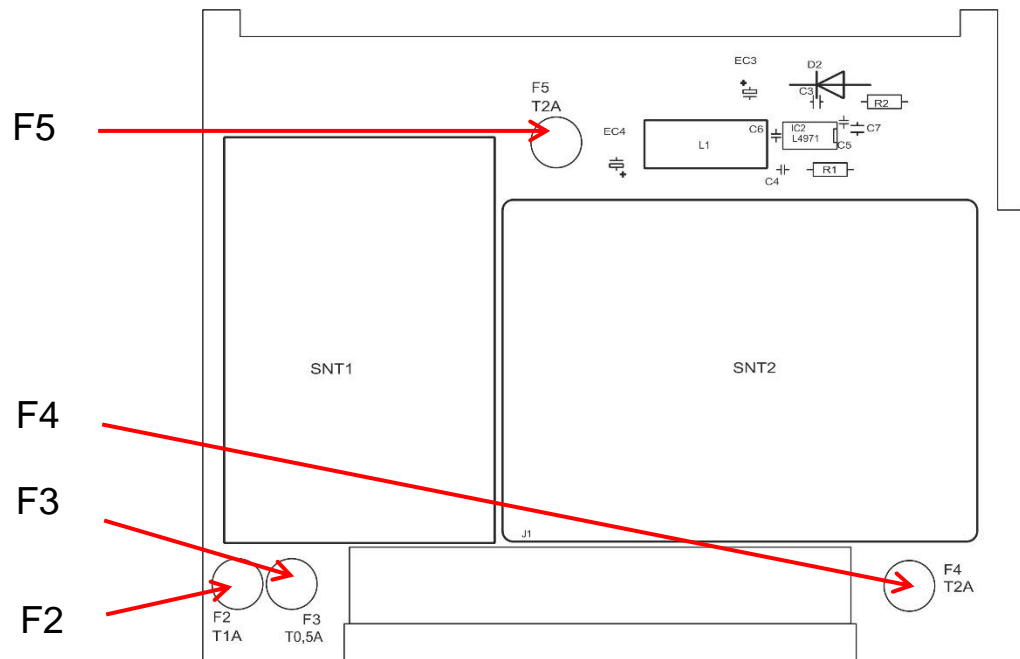 EC3
D2
F5
T2A
C3
R2
F5
EC4
L1
C6
IC2
L4971
C7
C5
C4
R1
SNT1
SNT2
F4
F3
J1
F2
F2
T1A
F3
T0,5A
F4
T2A